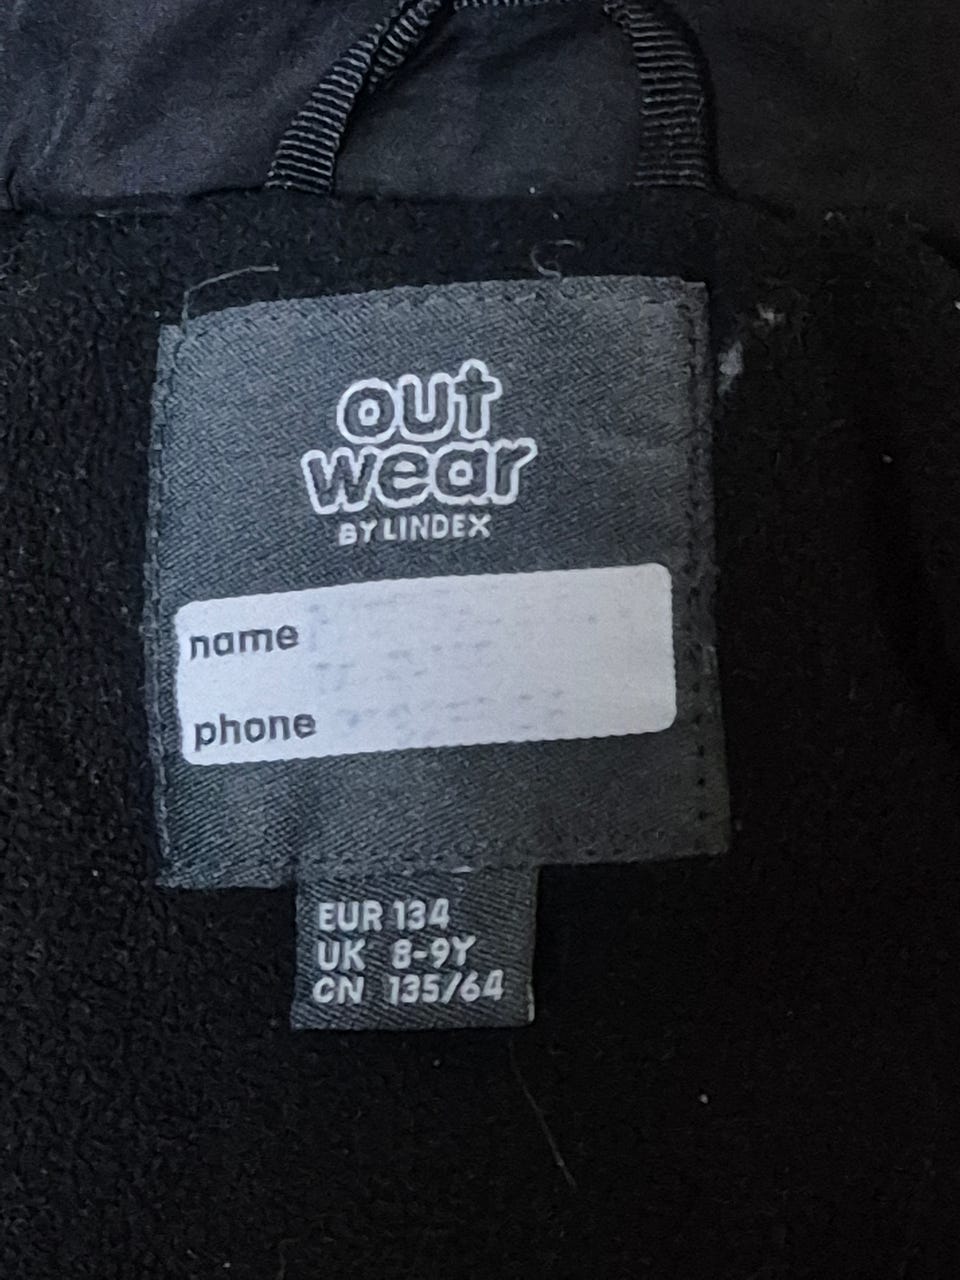 out
wear
BY LINDEX
name
phone
EUR 134
UK 8-9Y
CN 135/64